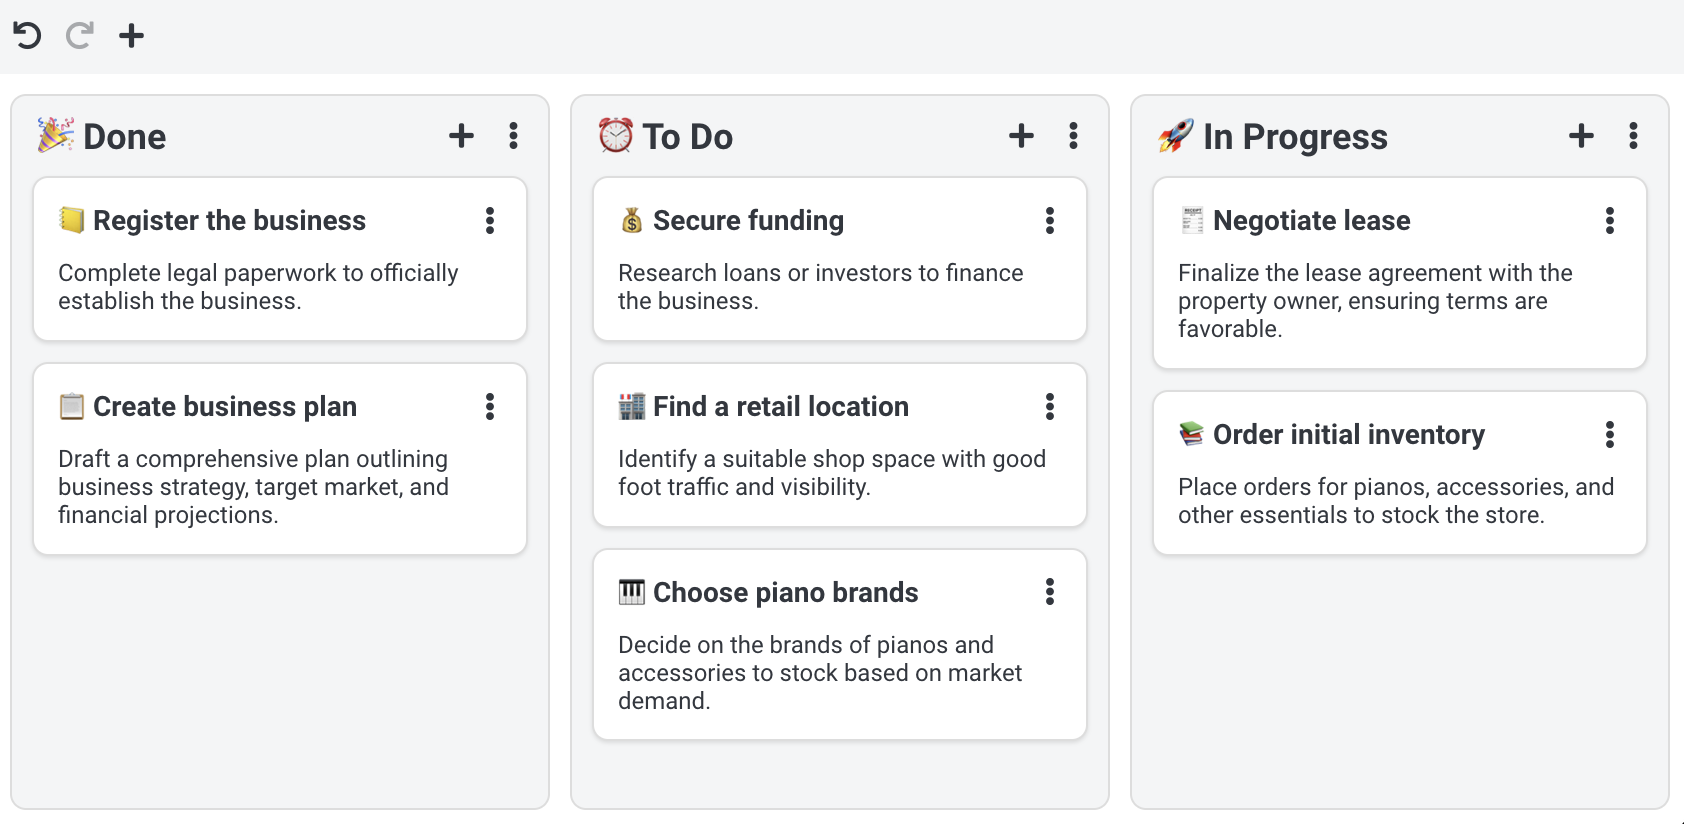 Done
Register the business
Complete legal paperwork to officially
establish the business.
Create business plan
Draft a comprehensive plan outlining
business strategy, target market, and
financial projections.
To Do
Secure funding
Research loans or investors to finance
the business.
Find a retail location
Identify a suitable shop space with good
foot traffic and visibility.
Choose piano brands
Decide on the brands of pianos and
accessories to stock based on market
demand.
In Progress
Negotiate lease
Finalize the lease agreement with the
property owner, ensuring terms are
favorable.
Order initial inventory
Place orders for pianos, accessories, and
other essentials to stock the store.